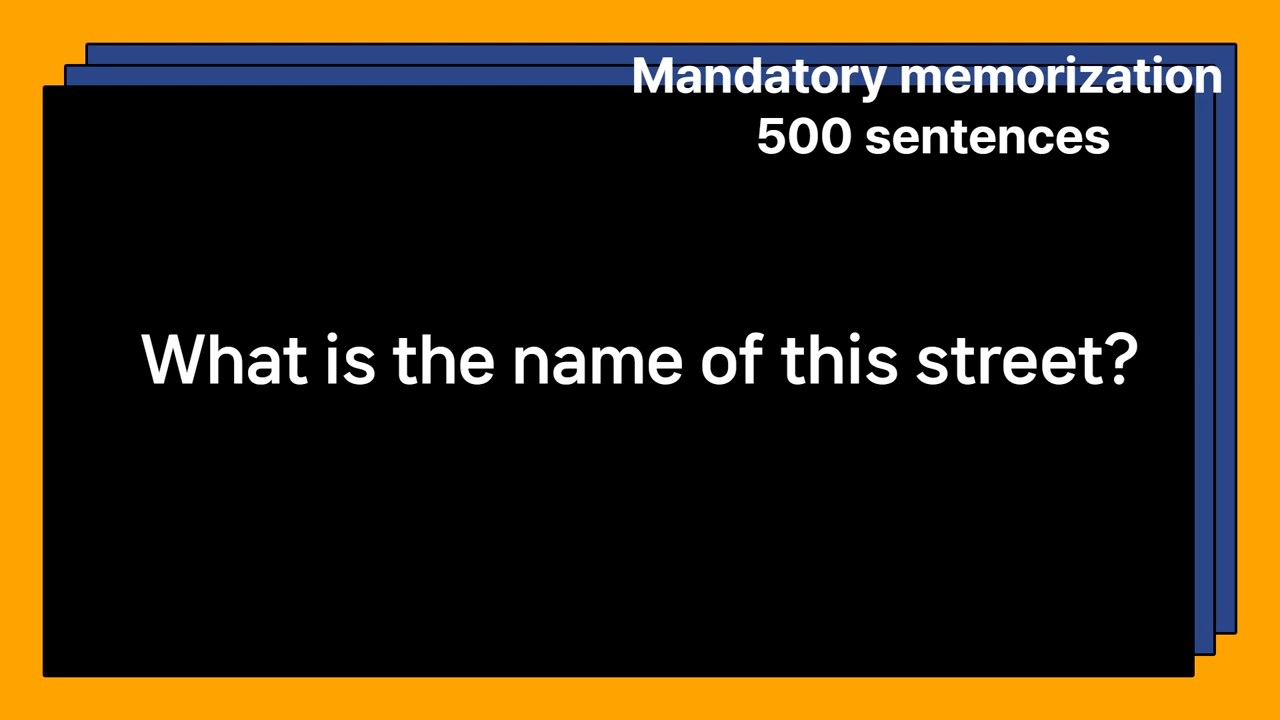 Mandatory memorization
500 sentences
What is the name of this street?